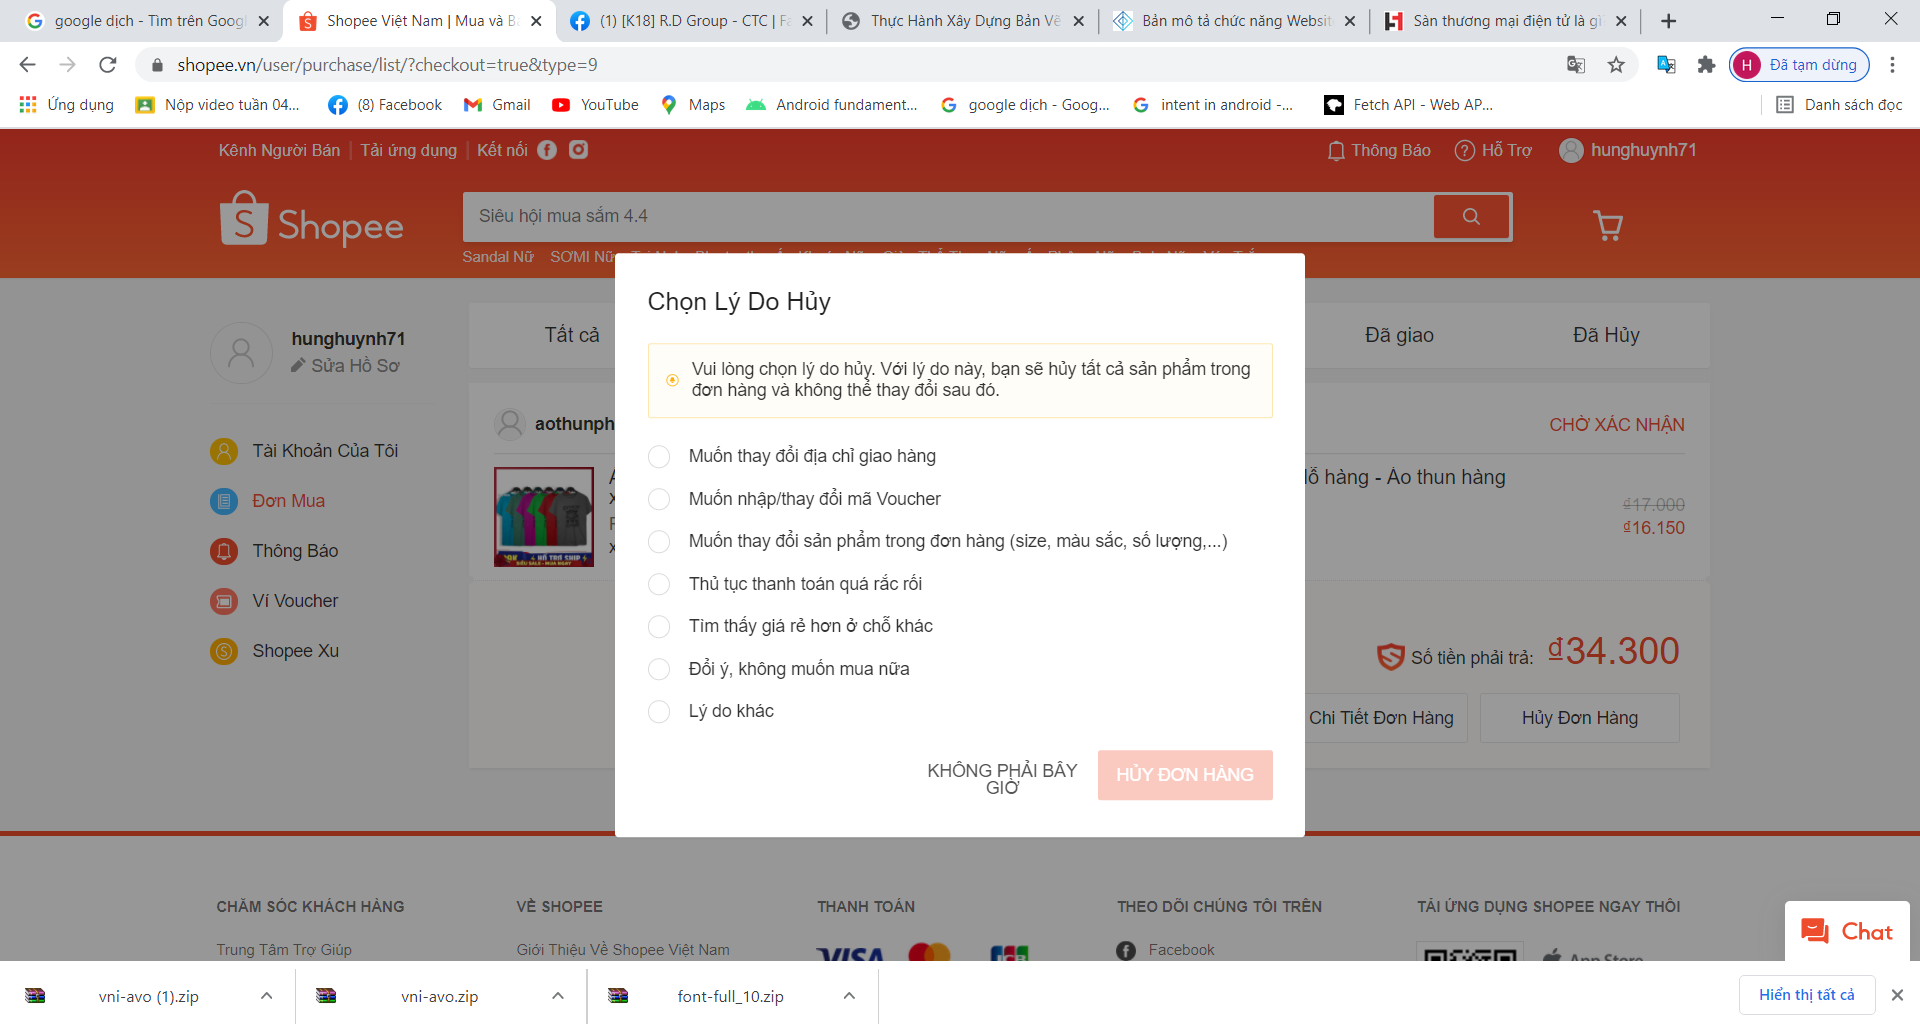 google dịch - Tìm trên Googl
Shopee Việt Nam | Mua và B
(1) [K18] R.D Group - CTC | Fa
Thực Hành Xây Dựng Bản Vẽ
Bản mô tả chức năng Websit
Sàn thương mại điện tử là gì
shopee.vn/user/purchase/list/?checkout=true&type=9
H Đã tạm dừng
Ứng dụng
Nộp video tuần 04...
(8) Facebook
Gmail
YouTube
Maps
Android fundament...
google dịch - Goog...
intent in android -...
Fetch API - Web AP...
Danh sách đọc
Kênh Người Bán
Tải ứng dụng
Kết nối
Thông Báo
Hỗ Trợ
hunghuynh71
Shopee
Siêu hội mua sắm 4.4
Sandal Nữ SƠMI Nữ
Chọn Lý Do Hủy
Vui lòng chọn lý do hủy. Với lý do này, bạn sẽ hủy tất cả sản phẩm trong
đơn hàng và không thể thay đổi sau đó.
Muốn thay đổi địa chỉ giao hàng
Muốn nhập/thay đổi mã Voucher
Muốn thay đổi sản phẩm trong đơn hàng (size, màu sắc, số lượng,...)
Thủ tục thanh toán quá rắc rối
Tìm thấy giá rẻ hơn ở chỗ khác
Đổi ý, không muốn mua nữa
Lý do khác
KHÔNG PHẢI BÂY
GIỜ
HỦY ĐƠN HÀNG
hunghuynh71
Sửa Hồ Sơ
Tài Khoản Của Tôi
Đơn Mua
Thông Báo
Ví Voucher
Shopee Xu
Tất cả
Đã giao
Đã Hủy
aothunph
CHỜ XÁC NHẬN
hàng - Áo thun hàng
₫17.000
₫16.150
Số tiền phải trả: ₫34.300
Chi Tiết Đơn Hàng
Hủy Đơn Hàng
CHĂM SÓC KHÁCH HÀNG
VỀ SHOPEE
THANH TOÁN
THEO DÕI CHÚNG TÔI TRÊN
TẢI ỨNG DỤNG SHOPEE NGAY THÔI
Trung Tâm Trợ Giúp
Giới Thiệu Về Shopee Việt Nam
VISA
JCB
Facebook
App Store
Chat
vni-avo (1).zip
vni-avo.zip
font-full_10.zip
Hiển thị tất cả